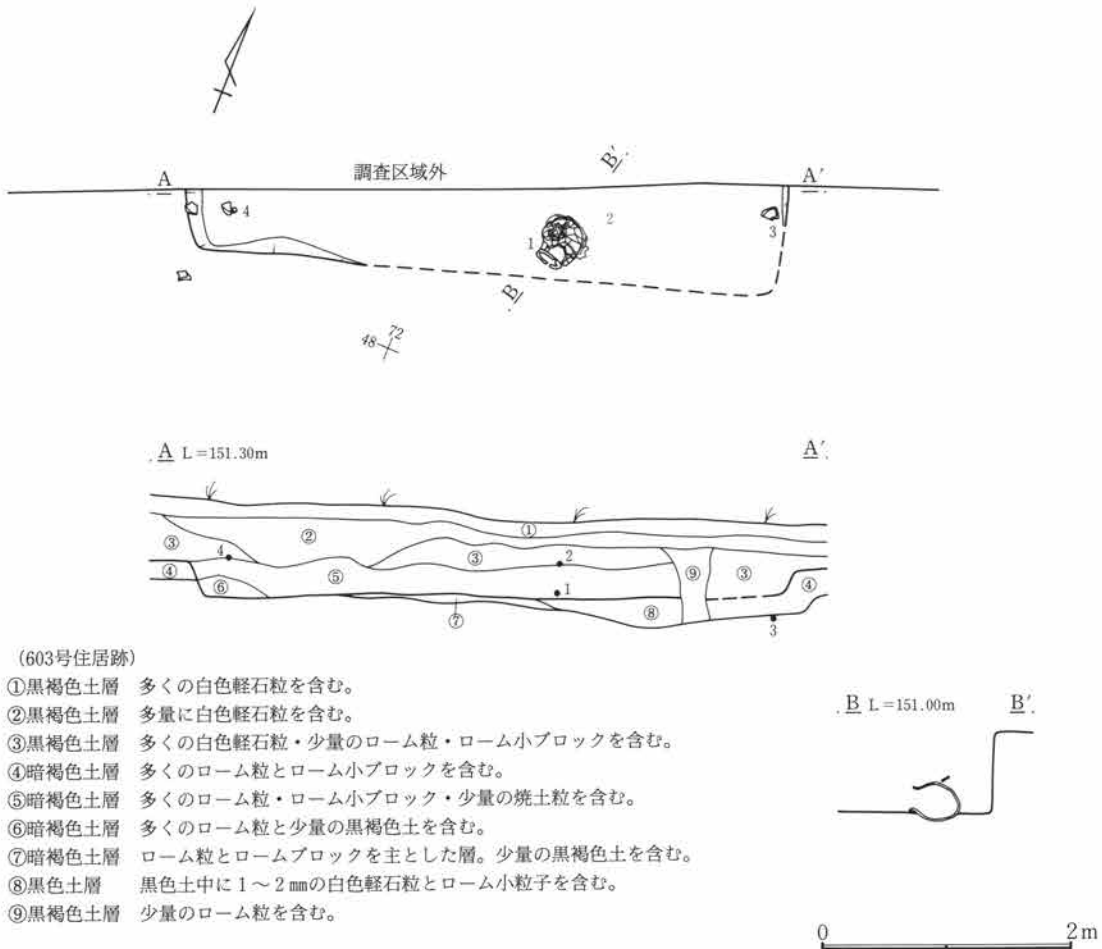 調査区域外
A
B′
A′
4
1
2
3
B
48
72
A L＝151.30m
A′
①
②
③
4
③
2
⑨
③
④
⑤
④
⑥
1
⑧
⑦
3
(603号住居跡)
①黒褐色土層 多くの白色軽石粒を含む。
②黒褐色土層 多量に白色軽石粒を含む。
③黒褐色土層 多くの白色軽石粒・少量のローム粒・ローム小ブロックを含む。
④暗褐色土層 多くのローム粒とローム小ブロックを含む。
⑤暗褐色土層 多くのローム粒・ローム小ブロック・少量の焼土粒を含む。
⑥暗褐色土層 多くのローム粒と少量の黒褐色土を含む。
⑦暗褐色土層 ローム粒とロームブロックを主とした層。少量の黒褐色土を含む。
⑧黒色土層 黒色土中に1～2㎜の白色軽石粒とローム小粒子を含む。
⑨黒褐色土層 少量のローム粒を含む。
B L＝151.00m
B′
0
2m